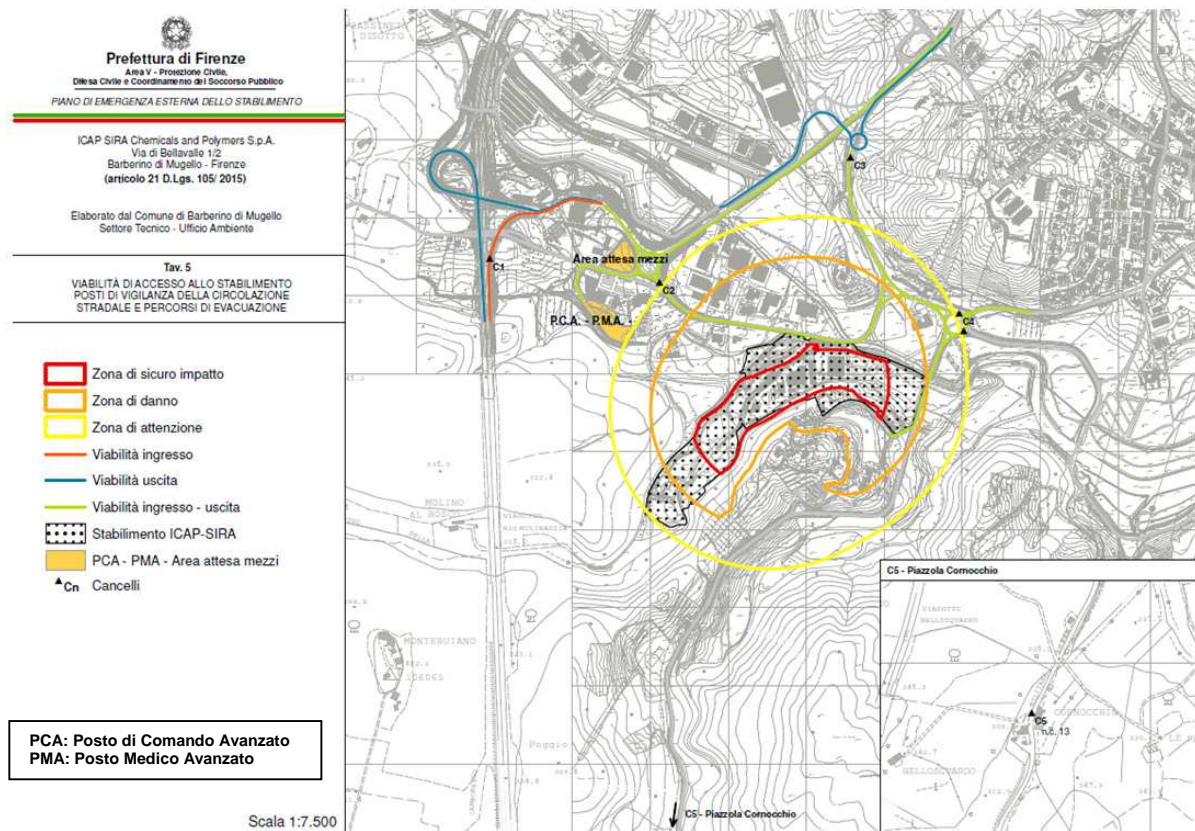 Prefettura di Firenze
Area V - Protezione Civile,
Difesa Civile e Coordinamento del Soccorso Pubblico
PIANO DI EMERGENZA ESTERNA DELLO STABILIMENTO
ICAP SIRA Chemicals and Polymers S.p.A.
Via di Bellavalle 1/2
Barberino di Mugello - Firenze
(articolo 21 D.Lgs. 105/ 2015)
Elaborato dal Comune di Barberino di Mugello
Settore Tecnico - Ufficio Ambiente
Tav. 5
VIABILITÀ DI ACCESSO ALLO STABILIMENTO
POSTI DI VIGILANZA DELLA CIRCOLAZIONE
STRADALE E PERCORSI DI EVACUAZIONE
Zona di sicuro impatto
Zona di danno
Zona di attenzione
Viabilità ingresso
Viabilità uscita
Viabilità ingresso - uscita
Stabilimento ICAP-SIRA
PCA - PMA - Area attesa mezzi
Cn Cancelli
PCA: Posto di Comando Avanzato
PMA: Posto Medico Avanzato
Scala 1:7.500
DISOTTO
C3
C1
Area attesa mezzi
C2
P.C.A. - P.M.A.
C4
MOLINO
MONTEBUIANO
106065
Poggio
C5 - Piazzola Cornocchio
C5 - Piazzola Cornocchio
VIADOTTO
BELLOSGUARDO
CORNOCCHIO
C5
n.c. 13
BELLOSGUARDO